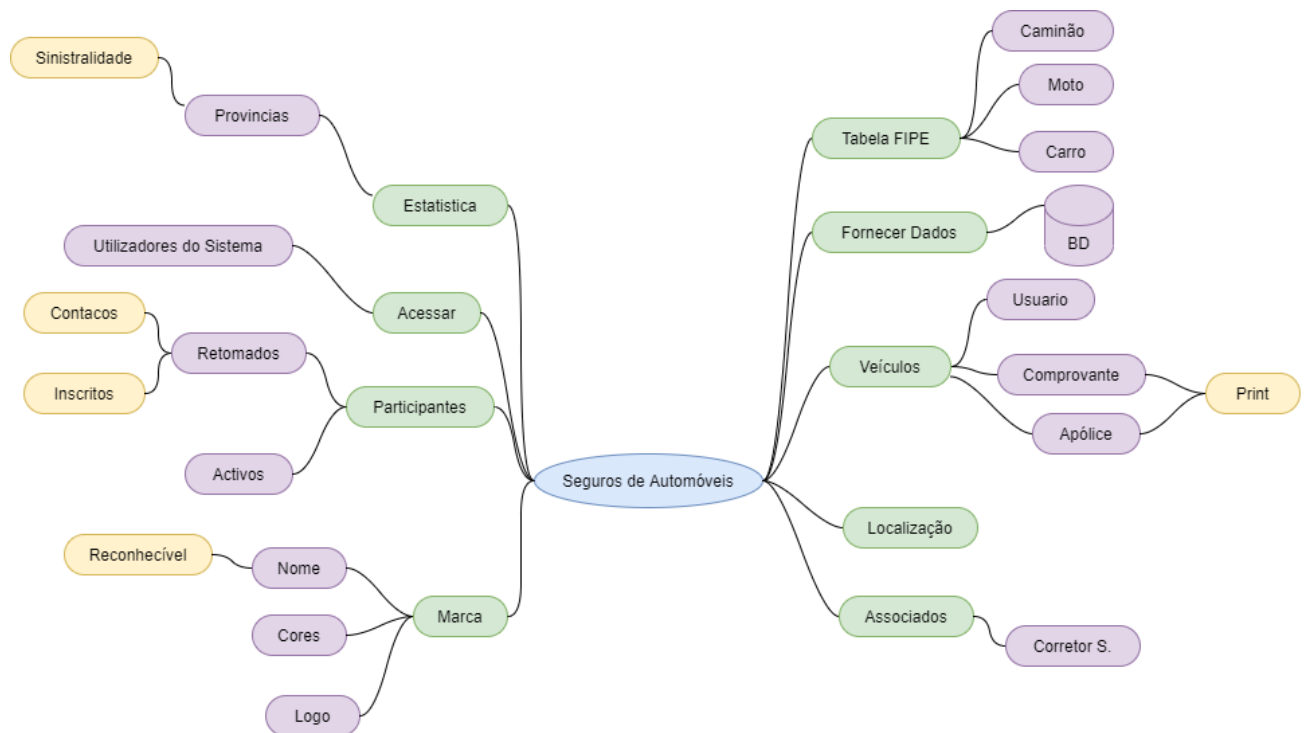 Sinistralidade
Provincias
Estatistica
Utilizadores do Sistema
Acessar
Contacos
Retomados
Inscritos
Participantes
Activos
Reconhecível
Nome
Cores
Marca
Logo
Seguros de Automóveis
Caminão
Moto
Tabela FIPE
Carro
Fornecer Dados
BD
Usuario
Veículos
Comprovante
Print
Apólice
Localização
Associados
Corretor S.